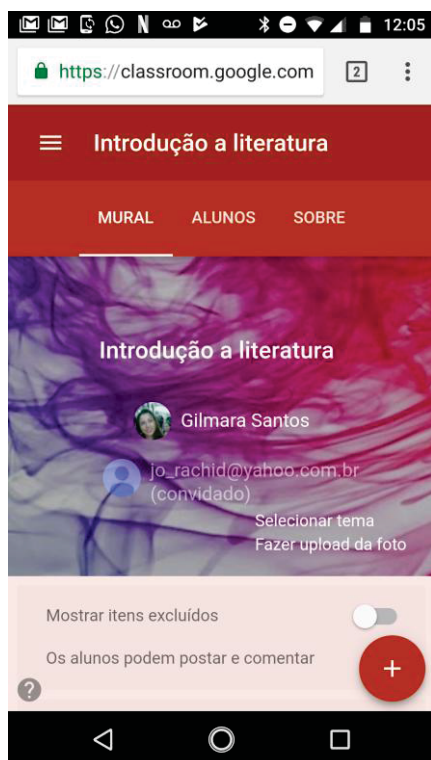 12:05
https://classroom.google.com
2
Introdução a literatura
MURAL ALUNOS SOBRE
Introdução a literatura
Gilmara Santos
jo_rachid@yahoo.com.br
(convidado)
Selecionar tema
Fazer upload da foto
Mostrar itens excluídos
Os alunos podem postar e comentar